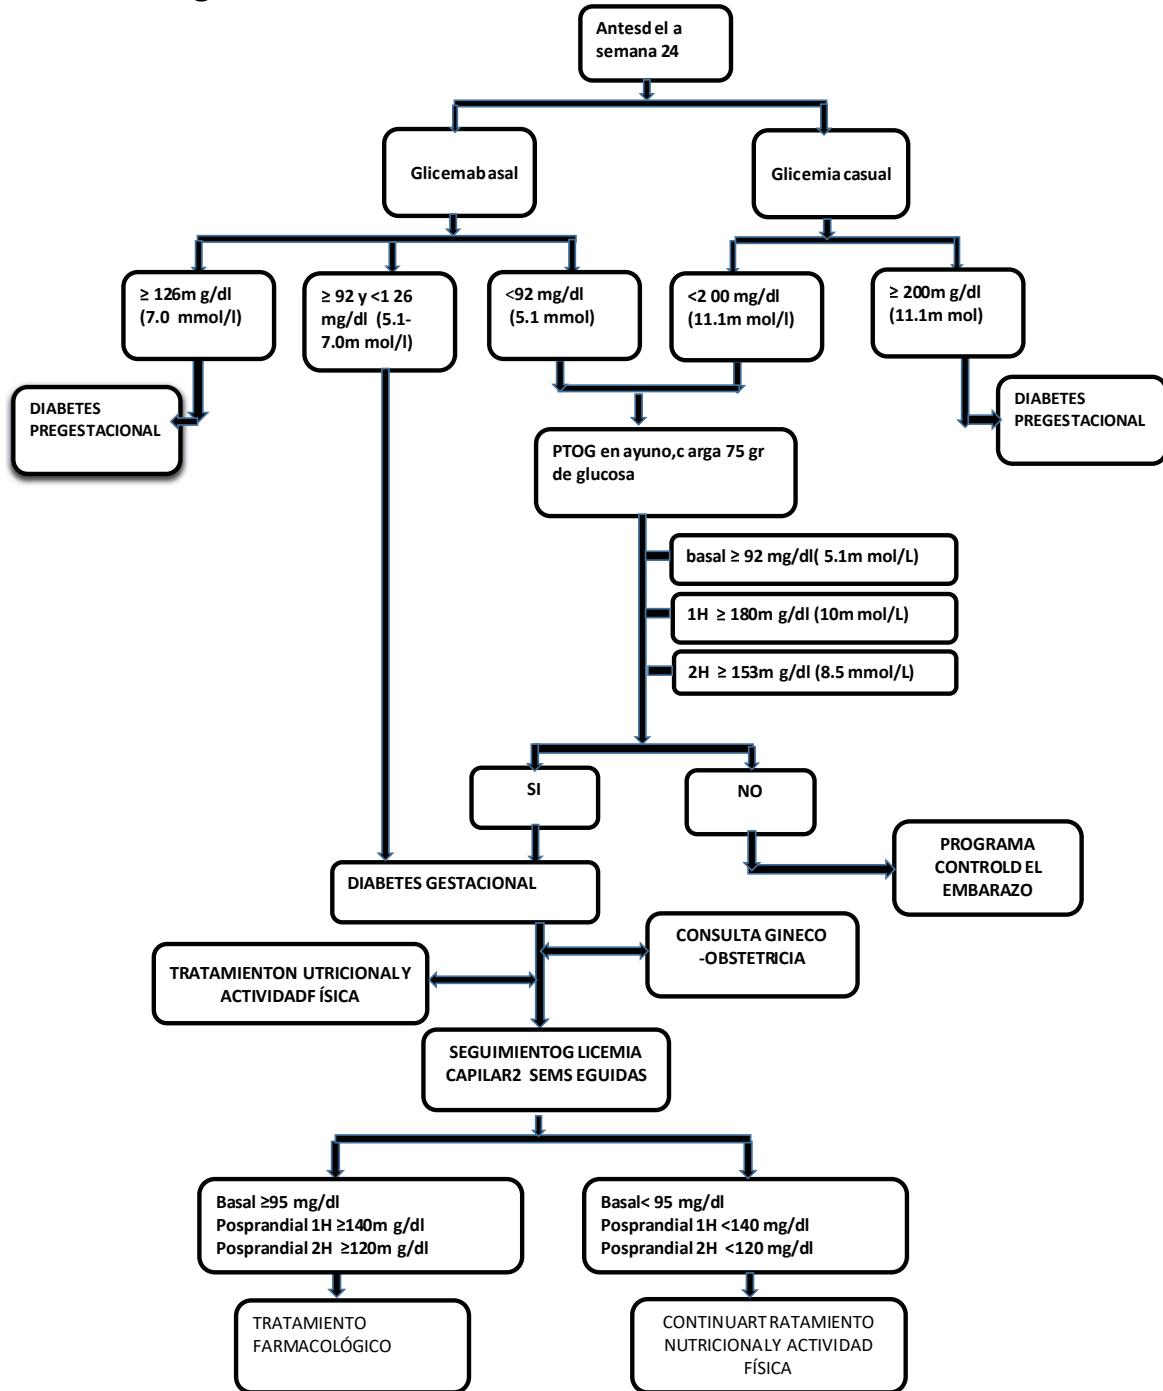 Antesd el a
semana 24
Glicemab asal
Glicemia casual
≥ 126m g/dl
(7.0 mmol/l)
≥ 92 y <1 26
mg/dl (5.1-
7.0m mol/l)
<92 mg/dl
(5.1 mmol)
<2 00 mg/dl
(11.1m mol/l)
≥ 200m g/dl
(11.1m mol)
DIABETES
PREGESTACIONAL
DIABETES
PREGESTACIONAL
PTOG en ayuno,c arga 75 gr
de glucosa
basal ≥ 92 mg/dl( 5.1m mol/L)
1H ≥ 180m g/dl (10m mol/L)
2H ≥ 153m g/dl (8.5 mmol/L)
SI
NO
PROGRAMA
CONTROLD EL
EMBARAZO
DIABETES GESTACIONAL
CONSULTA GINECO
-OBSTETRICIA
TRATAMIENTON UTRICIONALY
ACTIVIDADF ÍSICA
SEGUIMIENTOG LICEMIA
CAPILAR2 SEMS EGUIDAS
Basal ≥95 mg/dl
Posprandial 1H ≥140m g/dl
Posprandial 2H ≥120m g/dl
Basal< 95 mg/dl
Posprandial 1H <140 mg/dl
Posprandial 2H <120 mg/dl
TRATAMIENTO
FARMACOLÓGICO
CONTINUART RATAMIENTO
NUTRICIONALY ACTIVIDAD
FÍSICA